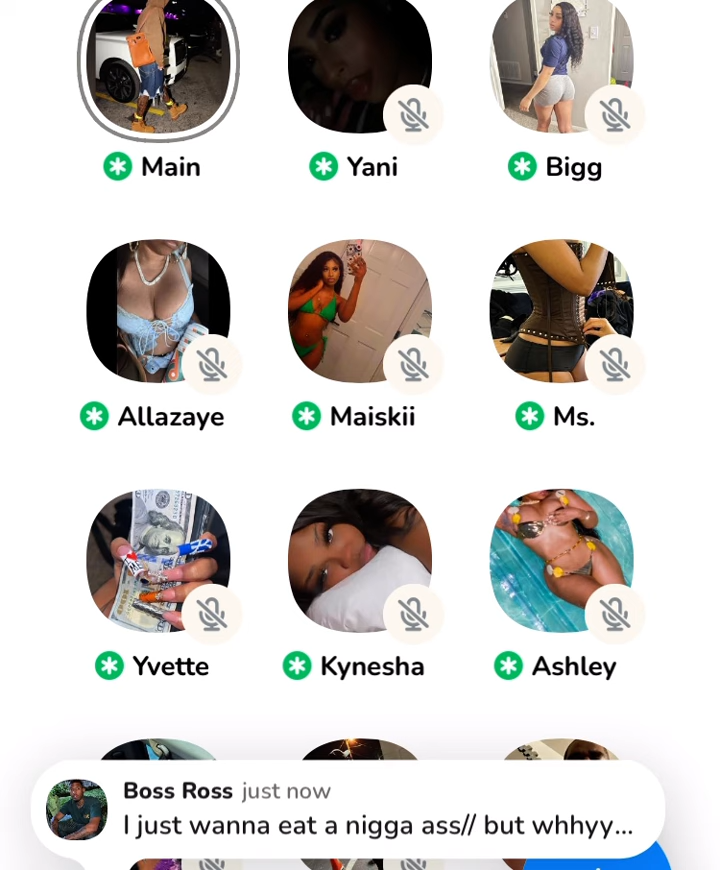 Main
Yani
Bigg
Allazaye
Maiskii
Ms.
Yvette
Kynesha
Ashley
Boss Ross just now
I just wanna eat a nigga ass// but whhyy...